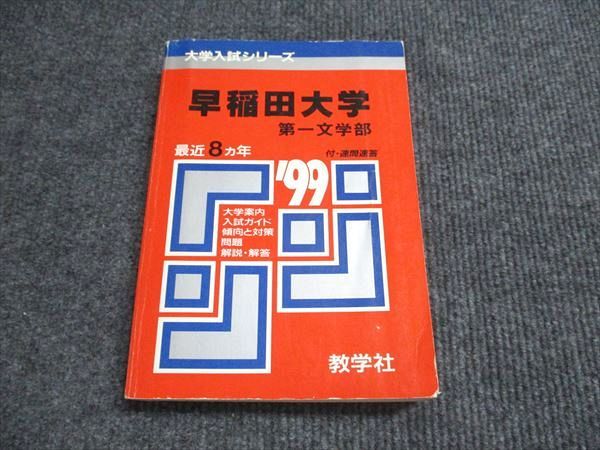 大学入試シリーズ
早稲田大学
第一文学部
最近8ヵ年
付・速問速答
'99
大学案内
入試ガイド
傾向と対策
問題
解説・解答
教学社